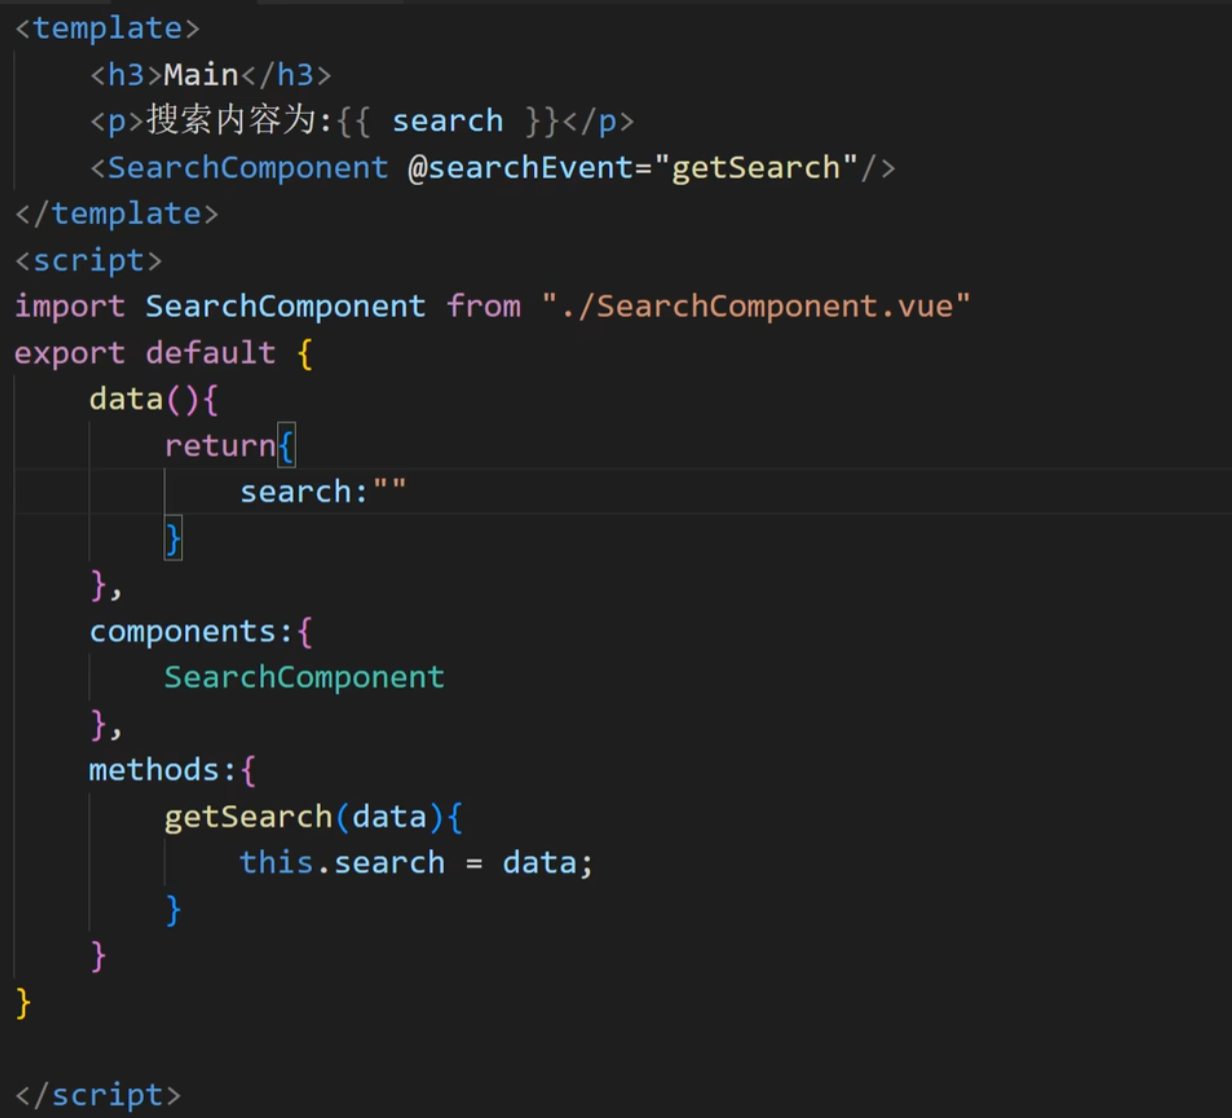 <template>
    <h3>Main</h3>
    <p>搜索内容为:{{ search }}</p>
    <SearchComponent @searchEvent="getSearch"/>
</template>
<script>
import SearchComponent from "./SearchComponent.vue"
export default {
    data(){
        return{
            search:""
        }
    },
    components:{
        SearchComponent
    },
    methods:{
        getSearch(data){
            this.search = data;
        }
    }
}
</script>